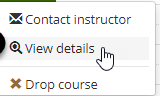 Contact instructor
View details
Drop course